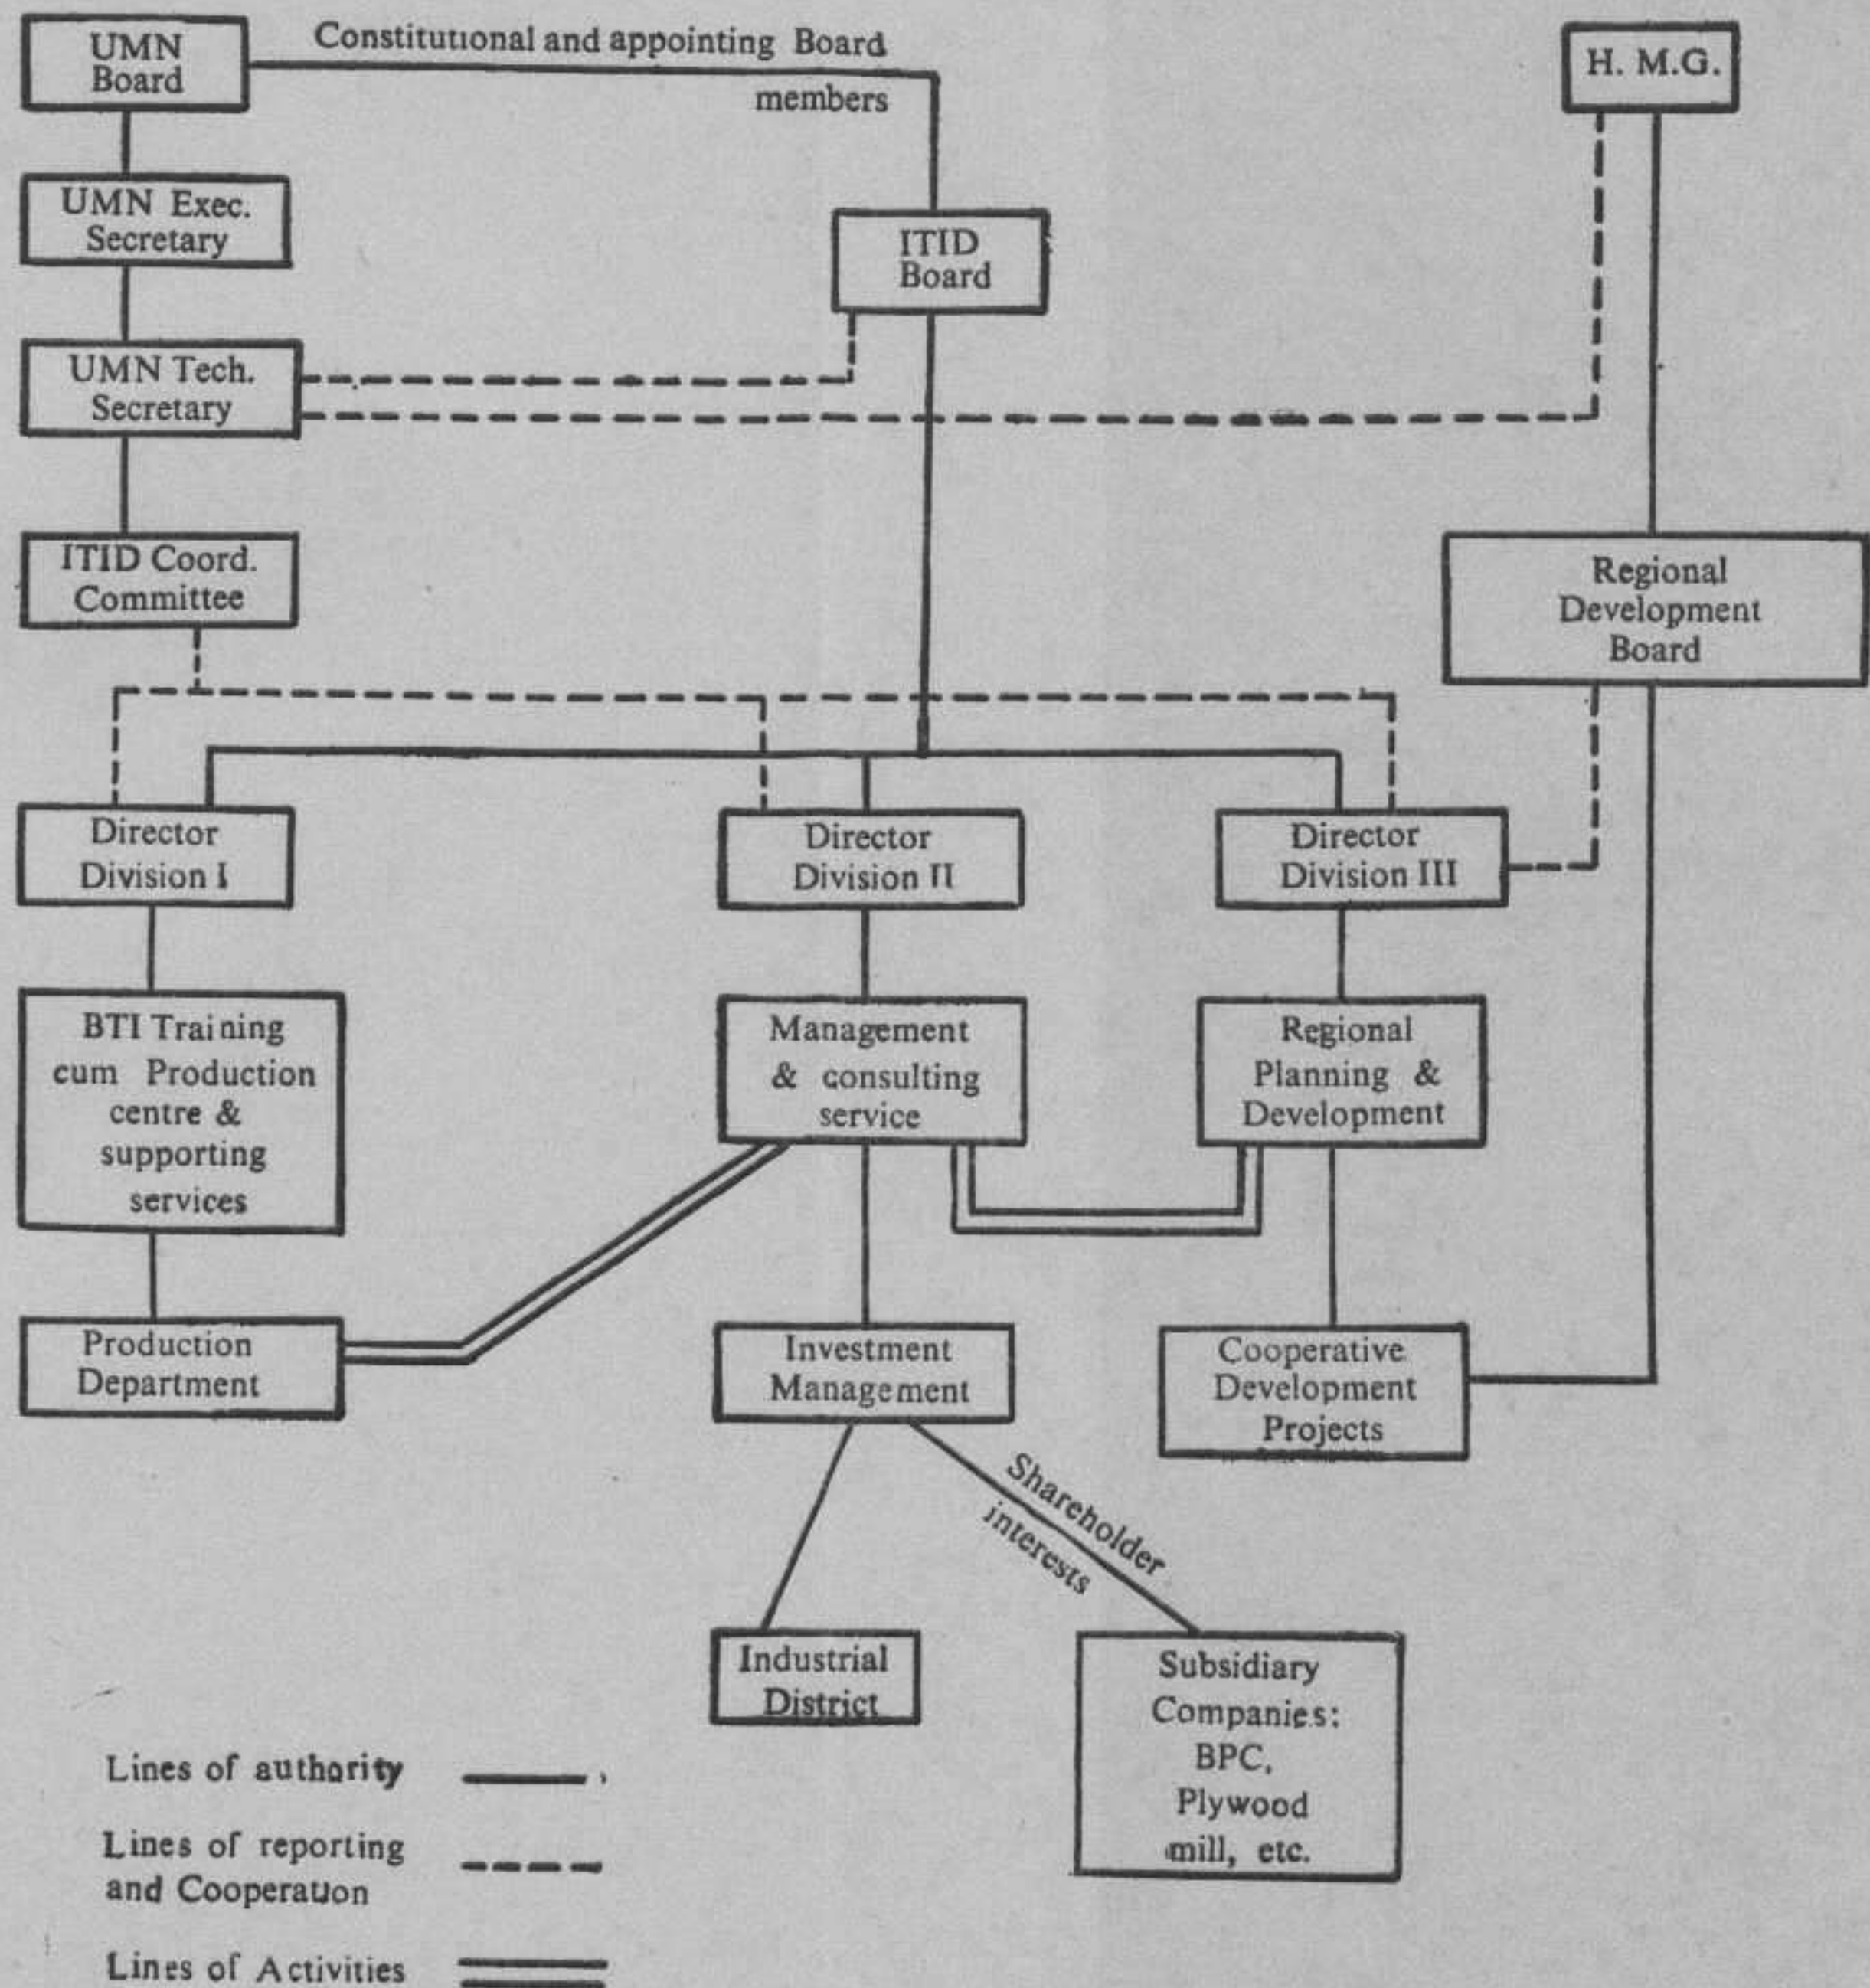 UMN
Board
Constitutional and appointing Board
members
H. M.G.
UMN Exec.
Secretary
ITID
Board
UMN Tech.
Secretary
ITID Coord.
Committee
Regional
Development
Board
Director
Division I
Director
Division II
Director
Division III
BTI Training
cum Production
centre &
supporting
services
Management
& consulting
service
Regional
Planning &
Development
Production
Department
Investment
Management
Cooperative
Development
Projects
Shareholder
interests
Industrial
District
Subsidiary
Companies:
BPC,
Plywood
mill, etc.
Lines of authority
Lines of reporting
and Cooperation
Lines of Activities